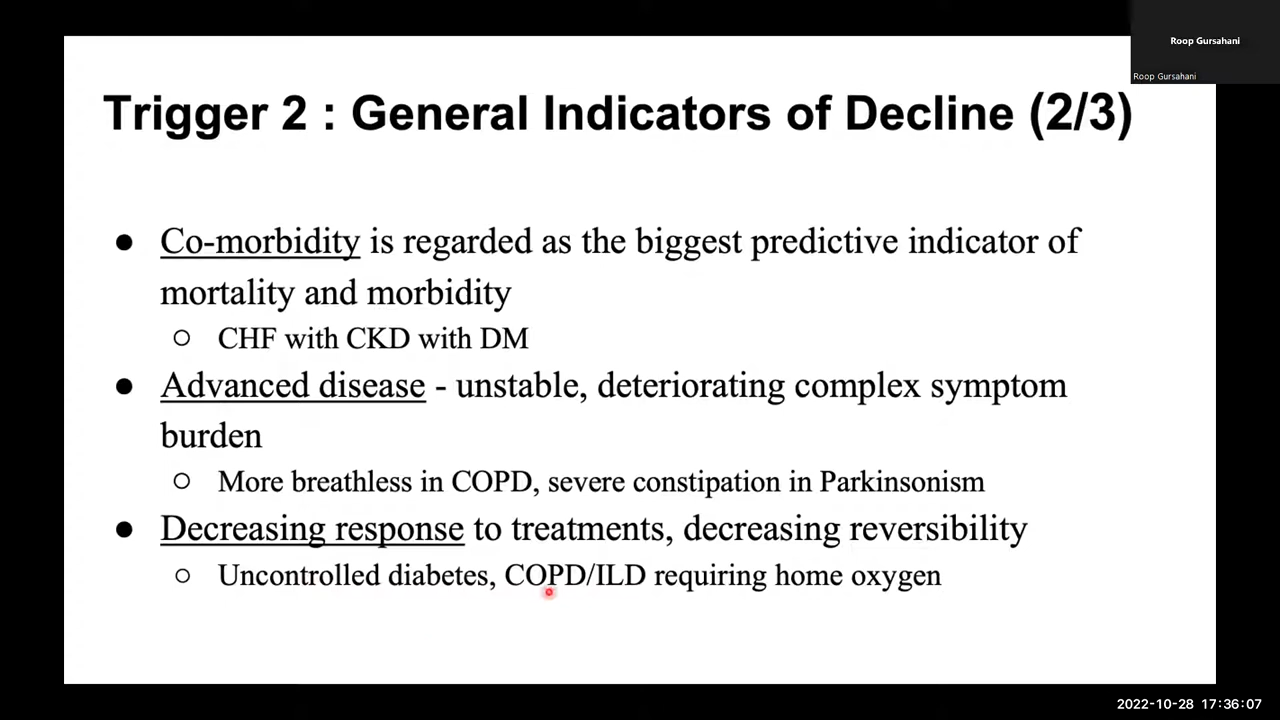 Roop Gursahani
Roop Gursahani
Trigger 2 : General Indicators of Decline (2/3)
● Co-morbidity is regarded as the biggest predictive indicator of
mortality and morbidity
○ CHF with CKD with DM
● Advanced disease - unstable, deteriorating complex symptom
burden
○ More breathless in COPD, severe constipation in Parkinsonism
● Decreasing response to treatments, decreasing reversibility
○ Uncontrolled diabetes, COPD/ILD requiring home oxygen
2022-10-28 17:36:07